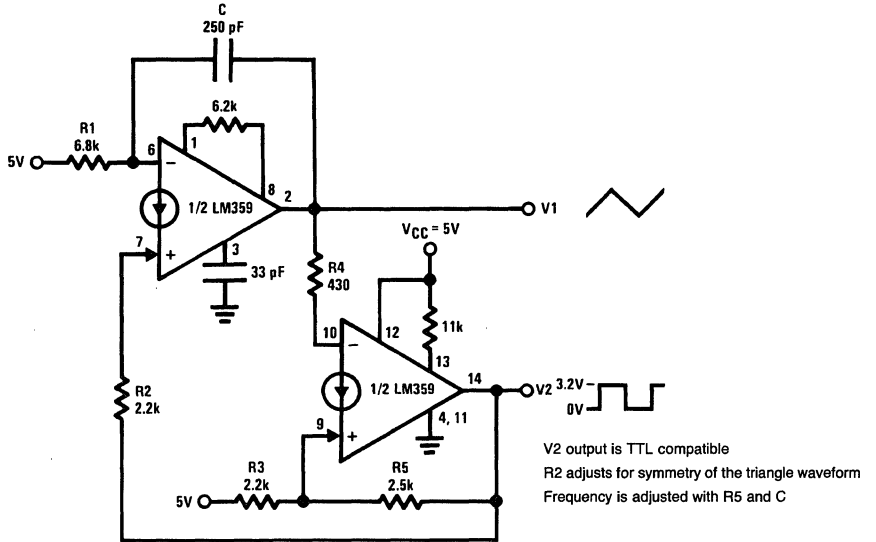 C
250 pF
6.2k
R1
6.8k
5V
6
−
1
8
2
1/2 LM359
V1
7
+
3
33 pF
VCC = 5V
R4
430
11k
10
−
12
13
1/2 LM359
14
V2
3.2V
0V
4, 11
9
+
R2
2.2k
R3
2.2k
R5
2.5k
5V
V2 output is TTL compatible
R2 adjusts for symmetry of the triangle waveform
Frequency is adjusted with R5 and C